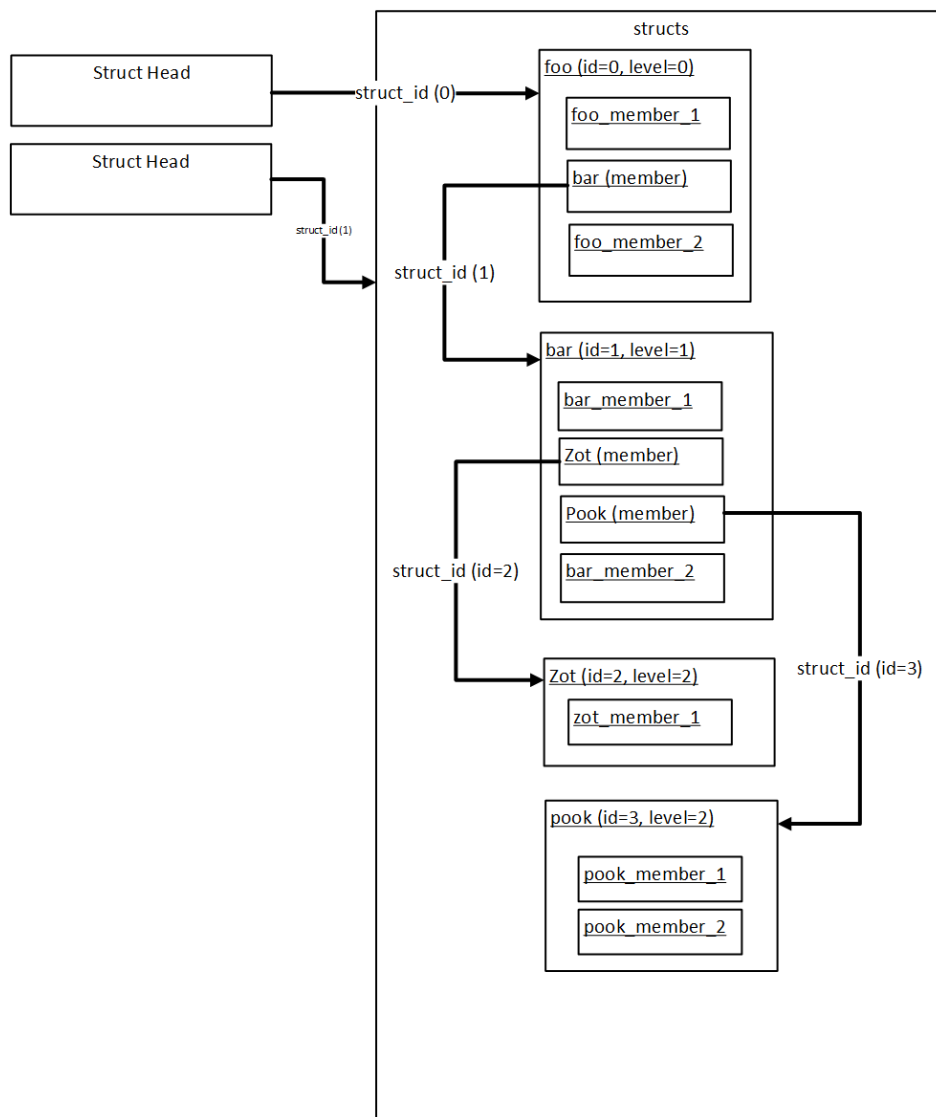 structs
Struct Head
struct_id (0)
foo (id=0, level=0)
foo_member_1
Struct Head
bar (member)
struct_id (1)
foo_member_2
struct_id (1)
bar (id=1, level=1)
bar_member_1
Zot (member)
Pook (member)
struct_id (id=2)
bar_member_2
Zot (id=2, level=2)
struct_id (id=3)
zot_member_1
pook (id=3, level=2)
pook_member_1
pook_member_2